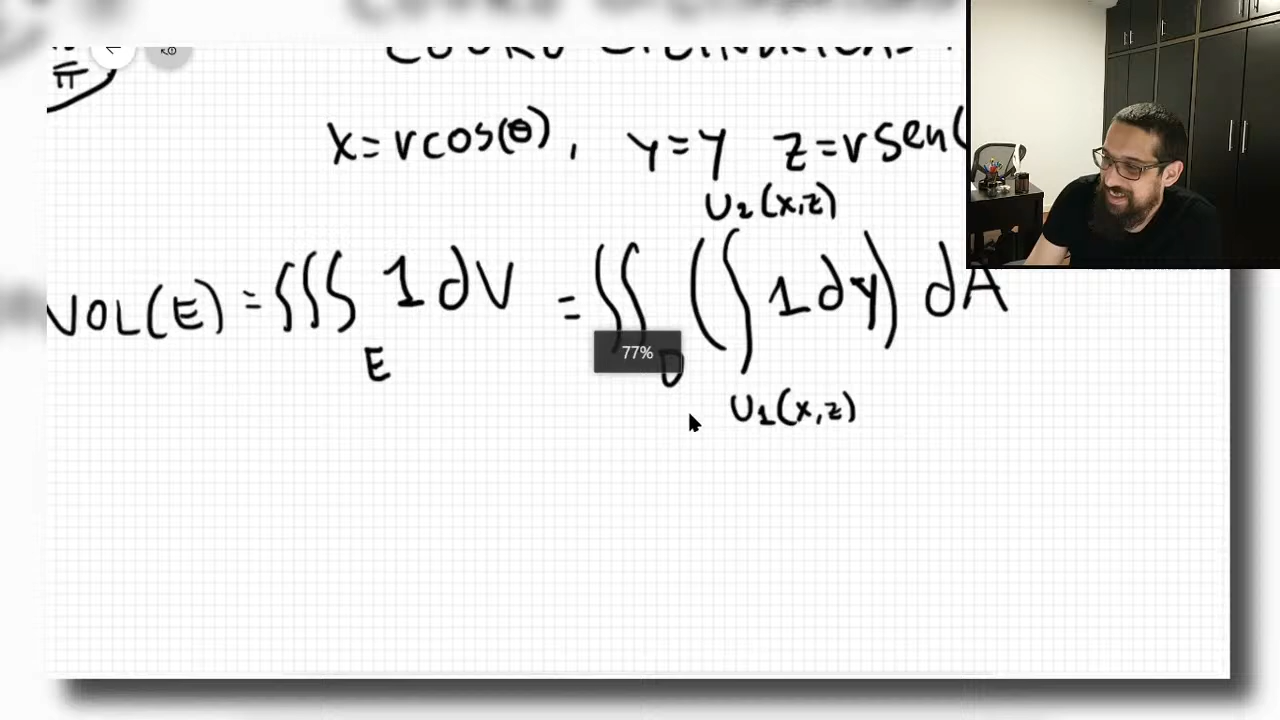 π
x=rcos(θ), y=y z=rsen(
U₂(x,z)
VOL(E) = ∫∫∫ 1 dV = ∫∫ (∫ 1 dy) dA
77%
E D
U₁(x,z)